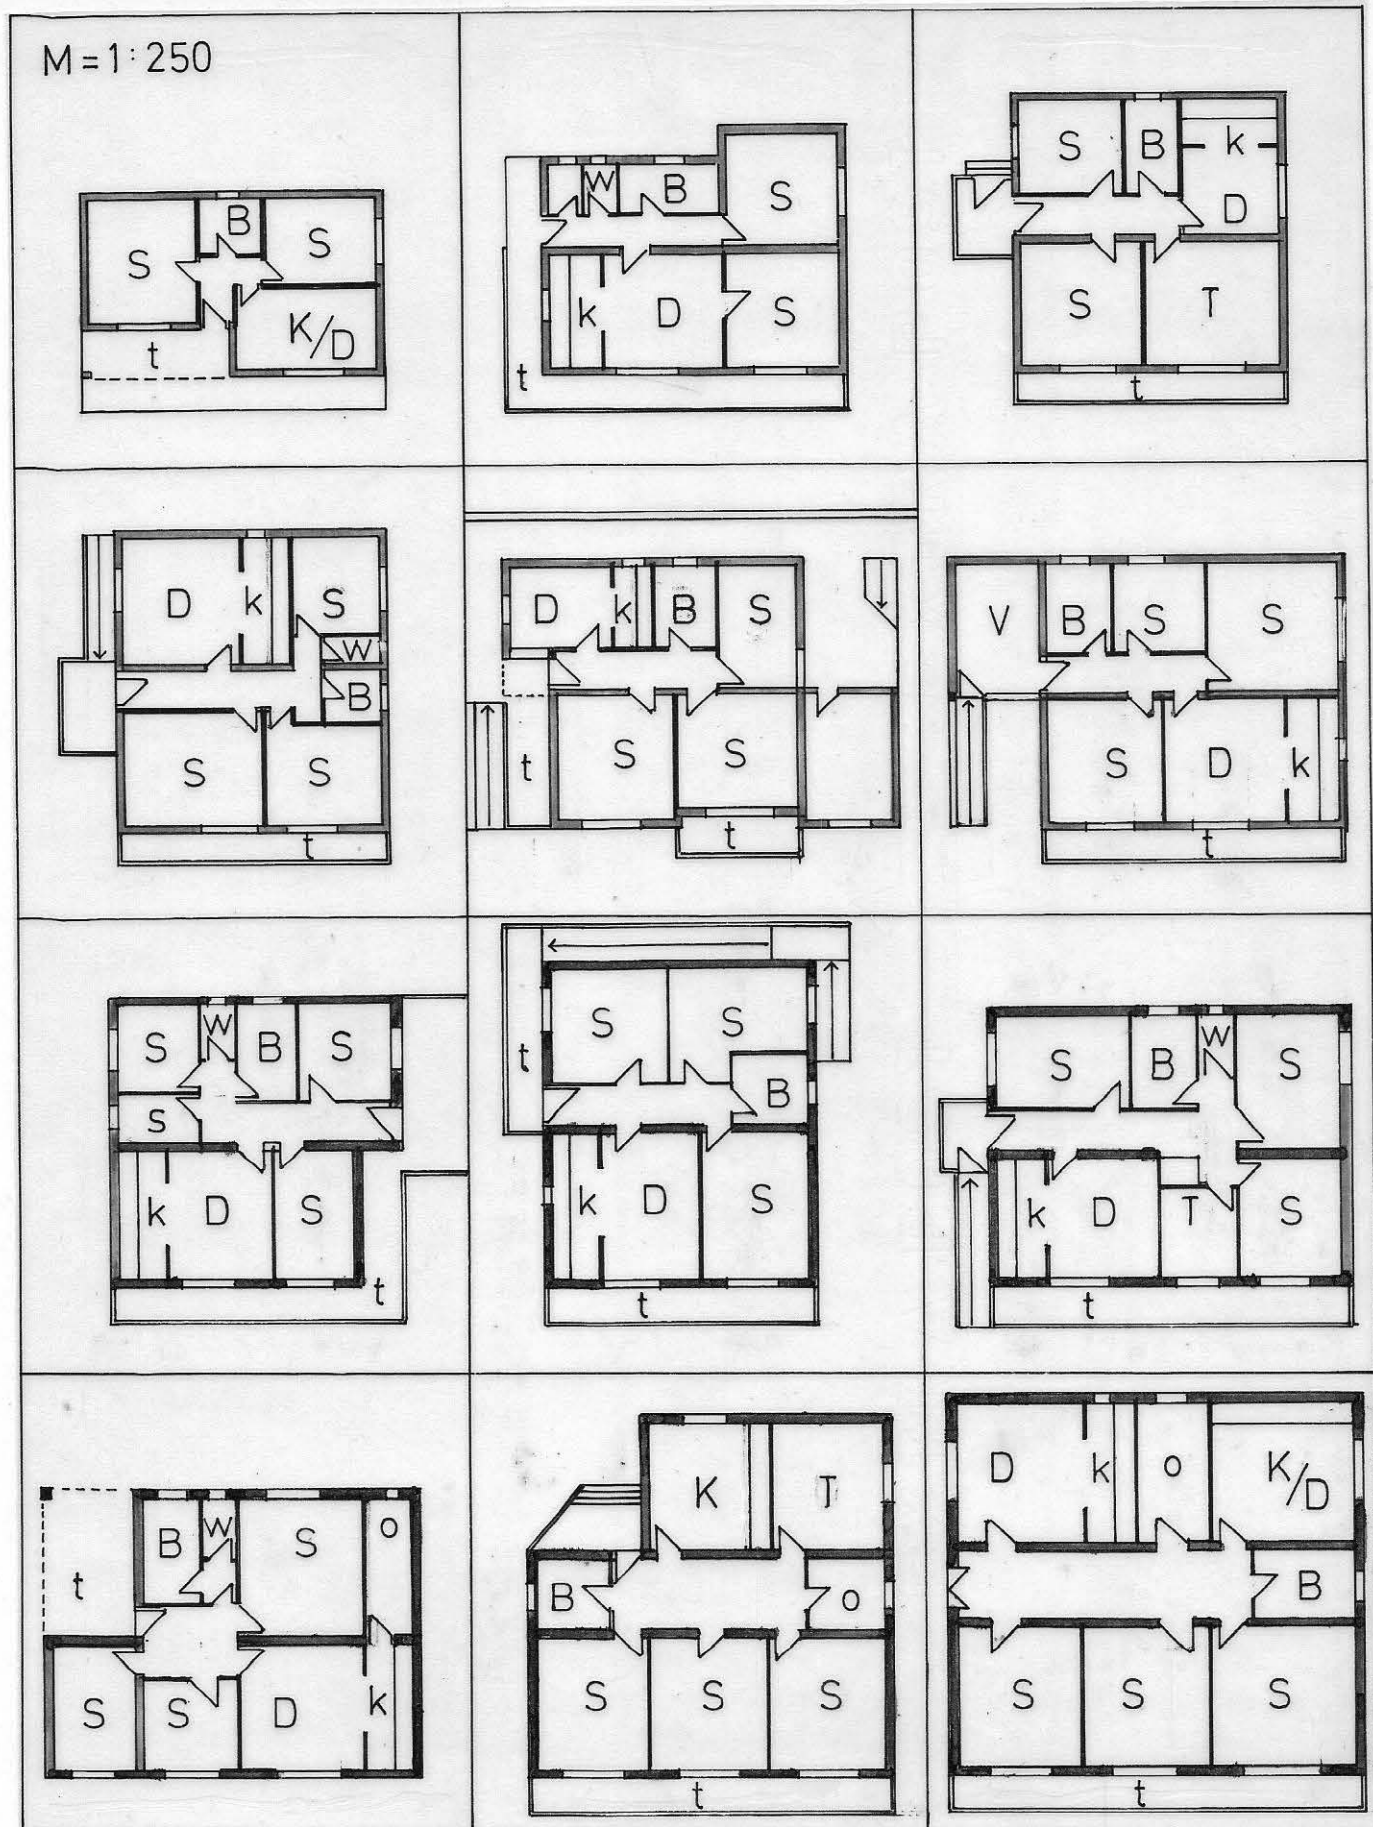 M = 1 : 250
S B S
K/D
t
W B S
k D S
t
S B k
D
S T
t
D k S
W
B
S S
t
D k B S
S S
t
t
V B S S
S D k
t
S W B S
S
k D S
t
S S
t
B
k D S
t
S B W S
k D T S
t
B W S o
t
S S D k
K T
B o
S S S
t
D k o K/D
B
S S S
t